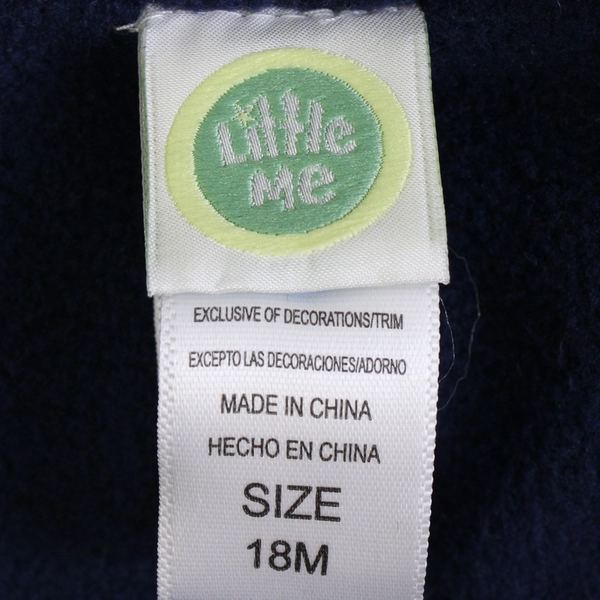 Little
Me
EXCLUSIVE OF DECORATIONS/TRIM
EXCEPTO LAS DECORACIONES/ADORNO
MADE IN CHINA
HECHO EN CHINA
SIZE
18M